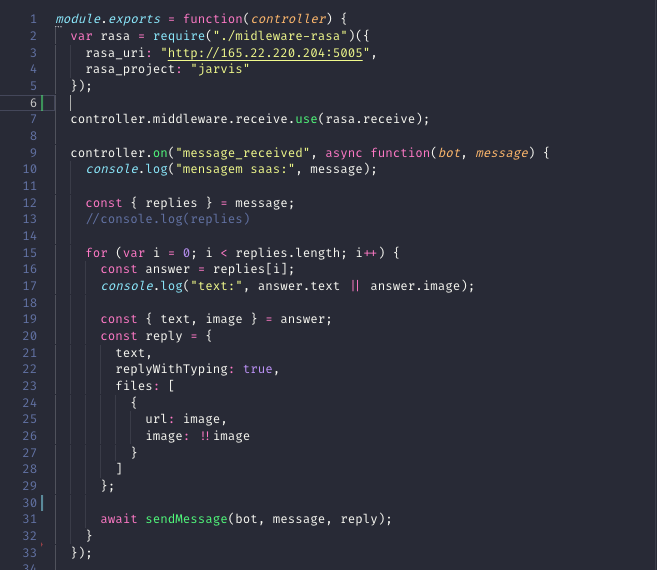 1 module.exports = function(controller) {
2 var rasa = require("./midleware-rasa")({
3 rasa_uri: "http://165.22.220.204:5005",
4 rasa_project: "jarvis"
5 });
6
7 controller.middleware.receive.use(rasa.receive);
8
9 controller.on("message_received", async function(bot, message) {
10 console.log("mensagem saas:", message);
11
12 const { replies } = message;
13 //console.log(replies)
14
15 for (var i = 0; i < replies.length; i++) {
16 const answer = replies[i];
17 console.log("text:", answer.text || answer.image);
18
19 const { text, image } = answer;
20 const reply = {
21 text,
22 replyWithTyping: true,
23 files: [
24 {
25 url: image,
26 image: !!image
27 }
28 ]
29 };
30
31 await sendMessage(bot, message, reply);
32 }
33 });
34